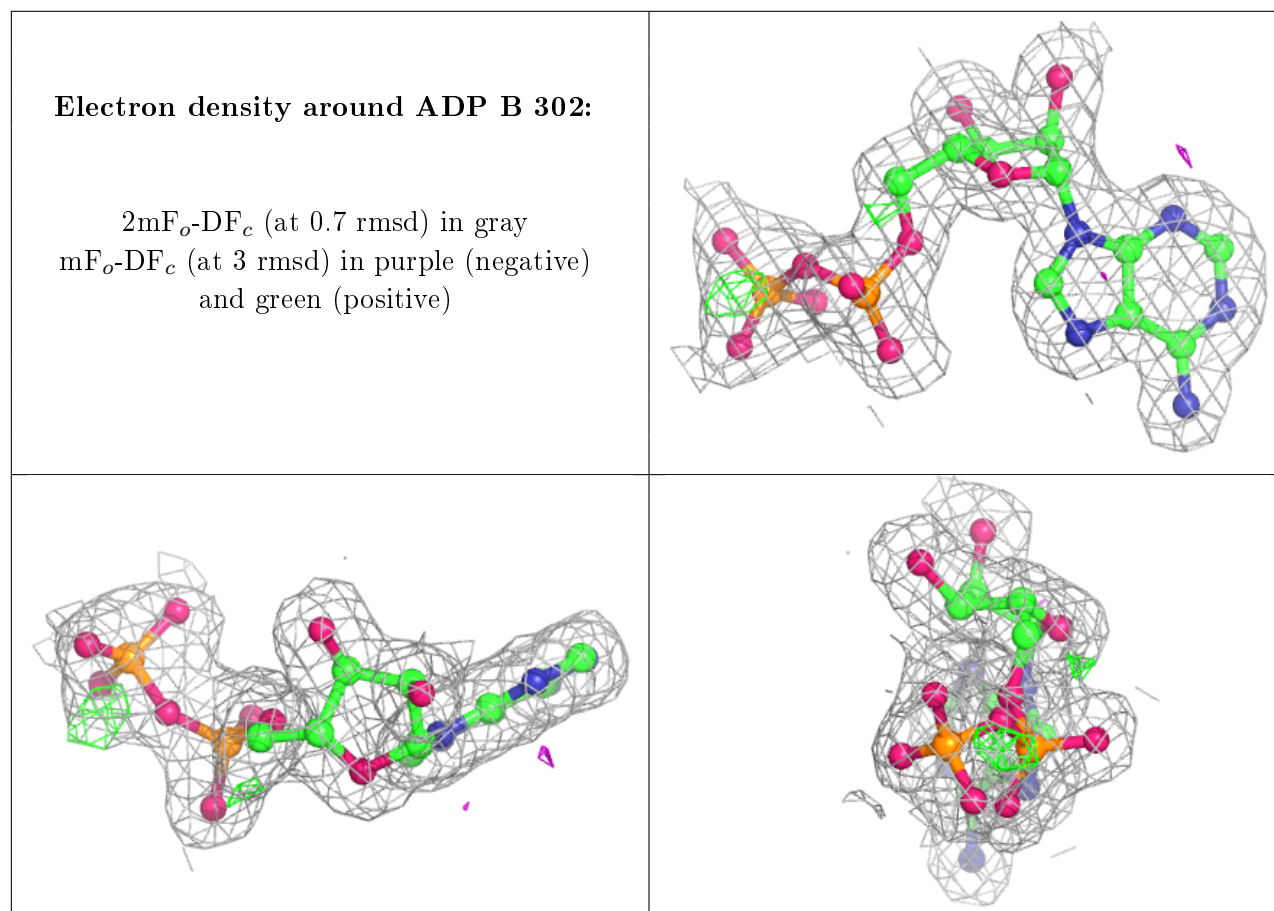 Electron density around ADP B 302:
2mFo-DFc (at 0.7 rmsd) in gray
mFo-DFc (at 3 rmsd) in purple (negative)
and green (positive)